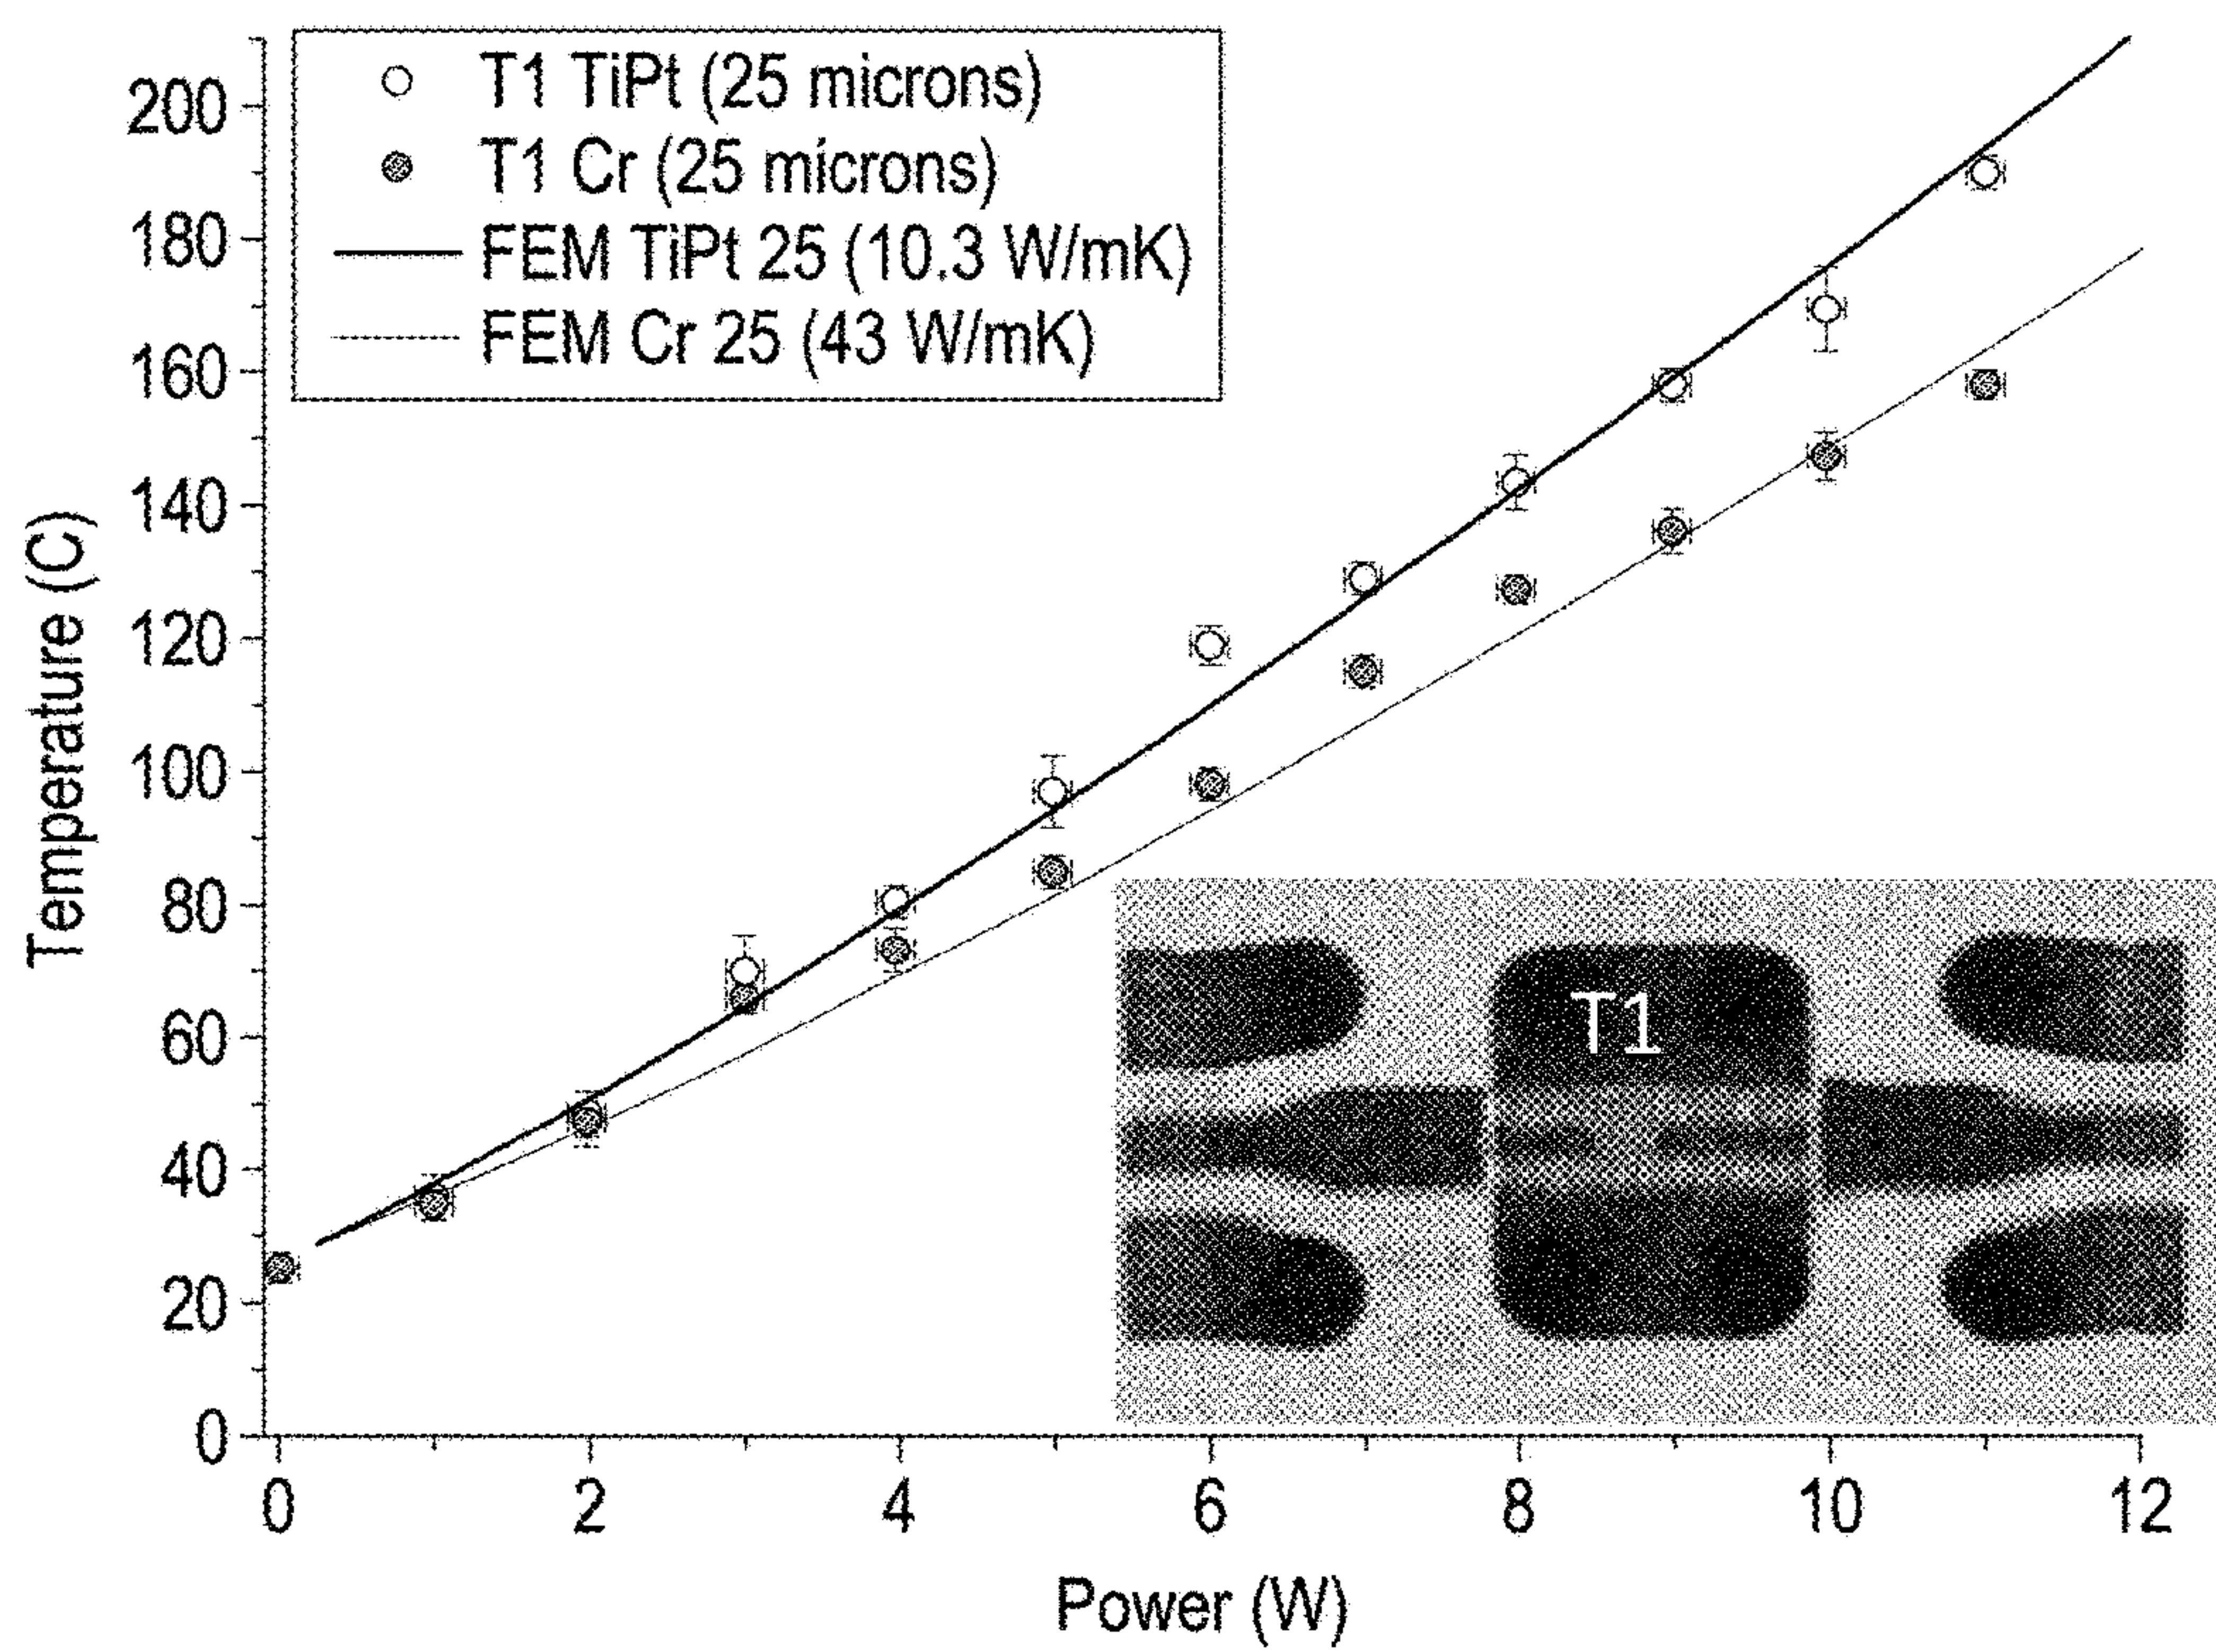 T1 TiPt (25 microns)
T1 Cr (25 microns)
FEM TiPt 25 (10.3 W/mK)
FEM Cr 25 (43 W/mK)
200
180
160
140
120
100
80
60
40
20
0
Temperature (C)
T1
0 2 4 6 8 10 12
Power (W)